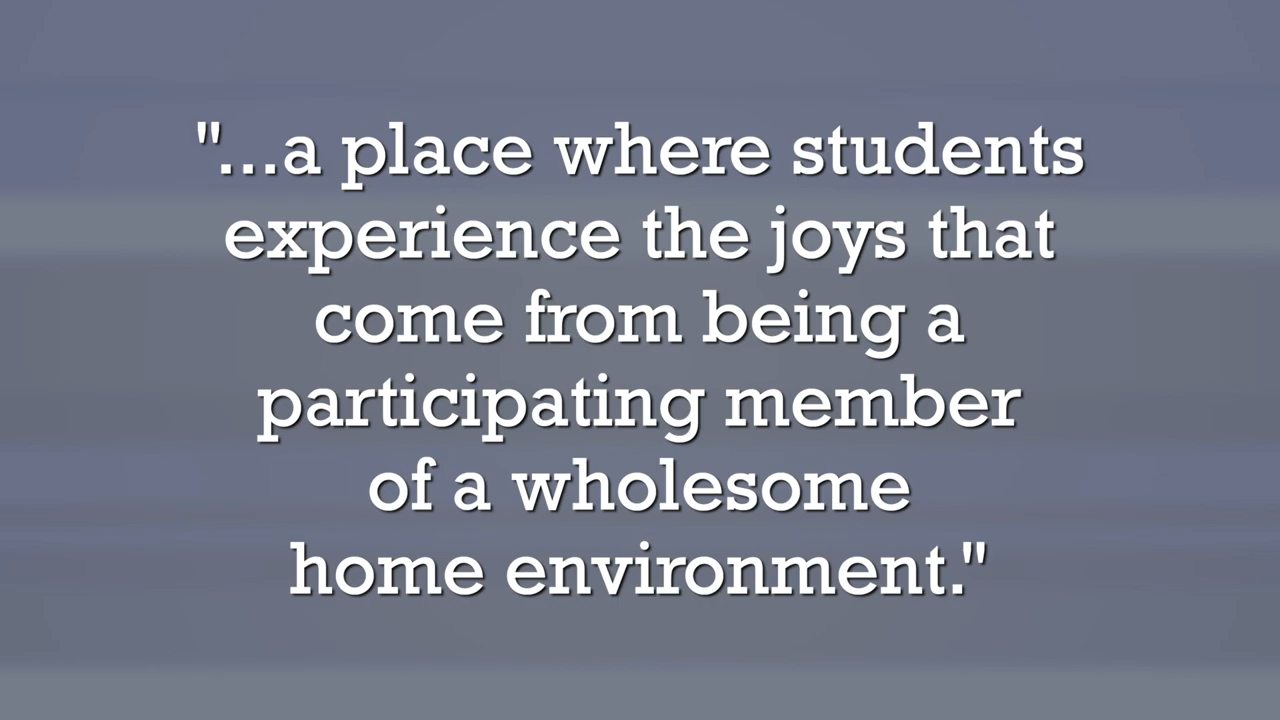 "...a place where students
experience the joys that
come from being a
participating member
of a wholesome
home environment."